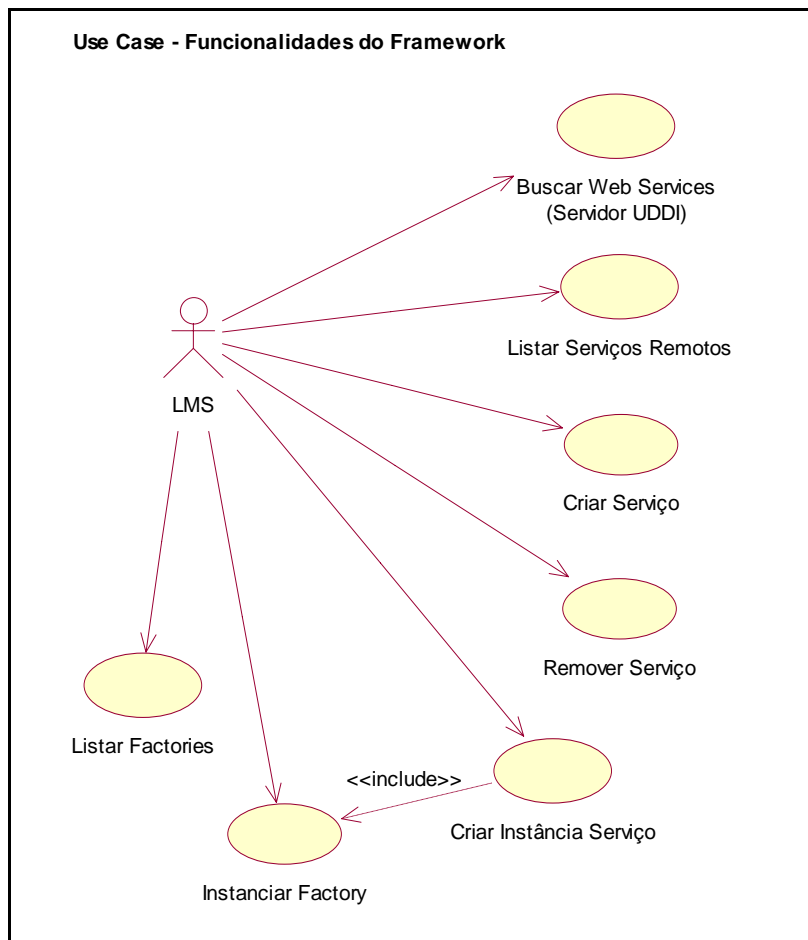 Use Case - Funcionalidades do Framework
Buscar Web Services
(Servidor UDDI)
Listar Serviços Remotos
LMS
Criar Serviço
Remover Serviço
Listar Factories
<<include>>
Criar Instância Serviço
Instanciar Factory